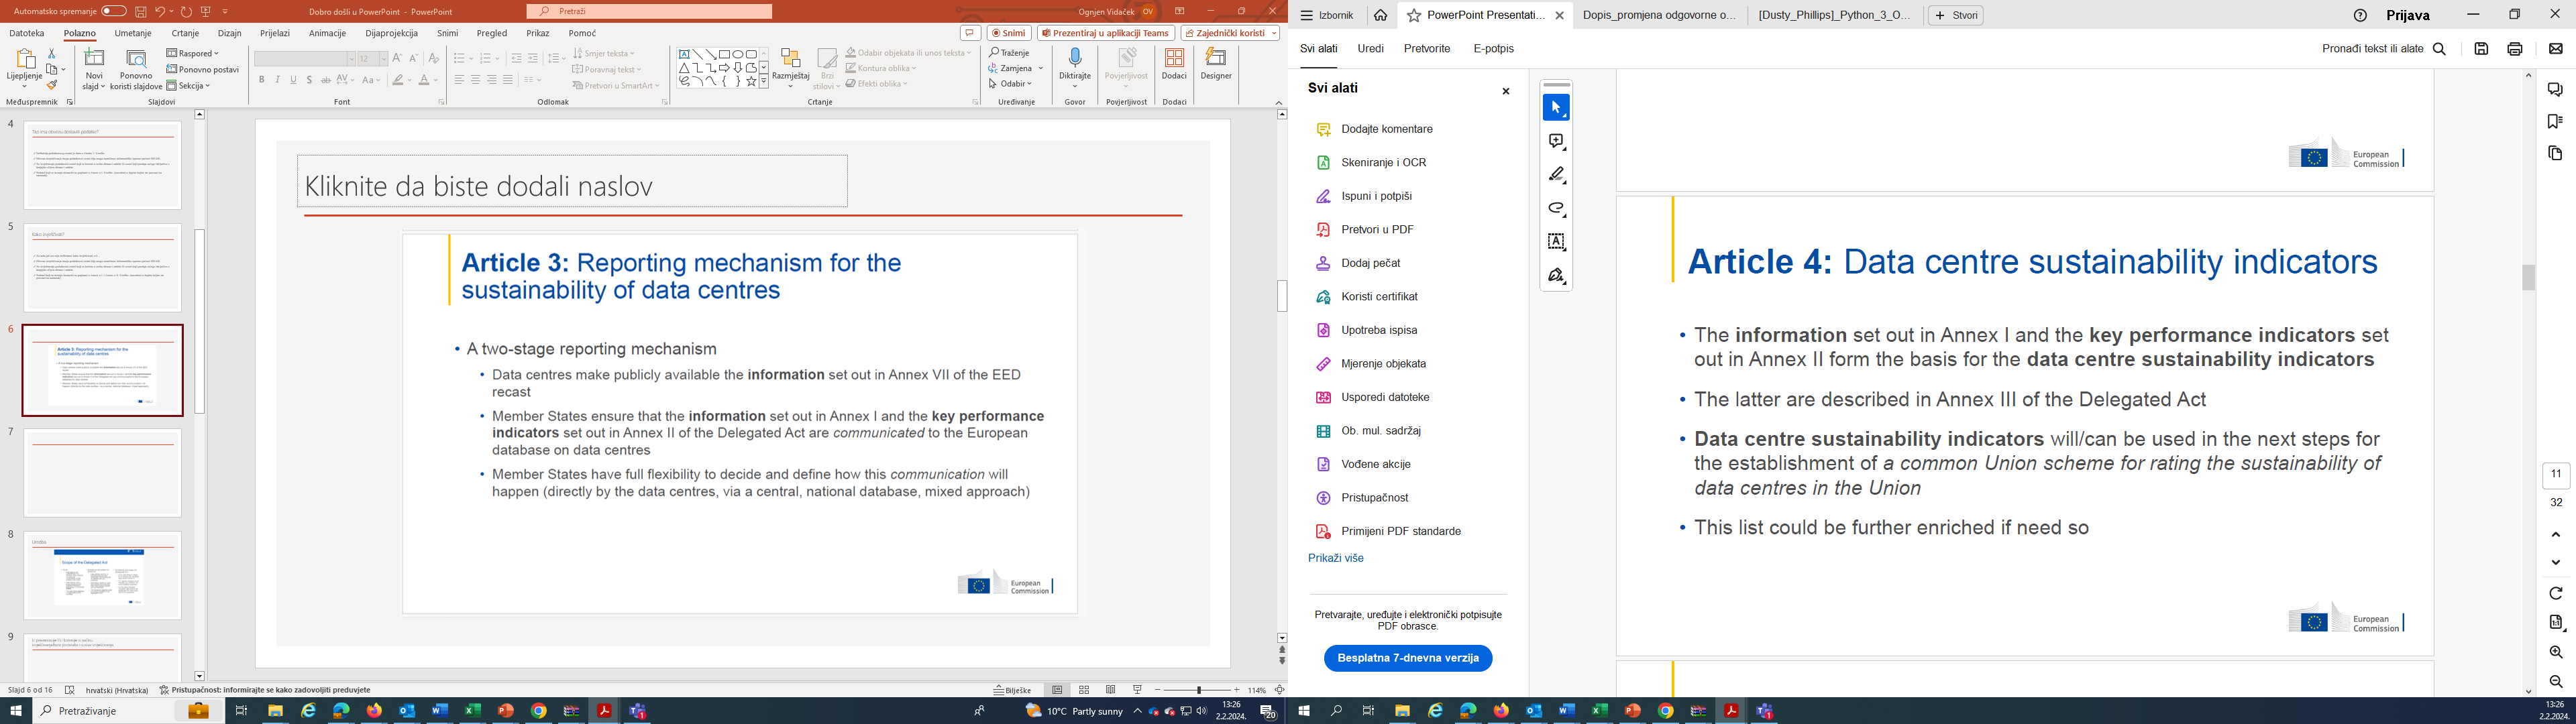 Automatsko spremanje
Dobro došli u PowerPoint - PowerPoint
Pretraži
Ognjen Vidaček
OV
Datoteka
Polazno
Umetanje
Crtanje
Dizajn
Prijelazi
Animacije
Dijaprojekcija
Snimi
Pregled
Prikaz
Pomoć
Snimi
Prezentiraj u aplikaciji Teams
Zajednički koristi
Lijepljenje
Novi slajd
Ponovno koristi slajdove
Raspored
Ponovno postavi
Sekcija
12
Smjer teksta
Poravnaj tekst
Pretvori u SmartArt
Razmještaj
Brzi stilovi
Odabir objekata ili unos teksta
Kontura oblika
Efekti oblika
Traženje
Zamjena
Odabir
Diktirajte
Povjerljivost
Dodaci
Designer
Međuspremnik
Slajdovi
Font
Odlomak
Crtanje
Uređivanje
Govor
Povjerljivost
Dodaci
4
5
6
7
8
9
Kliknite da biste dodali naslov
Article 3: Reporting mechanism for the
sustainability of data centres
• A two-stage reporting mechanism
• Data centres make publicly available the information set out in Annex VII of the EED
recast
• Member States ensure that the information set out in Annex I and the key performance
indicators set out in Annex II of the Delegated Act are communicated to the European
database on data centres
• Member States have full flexibility to decide and define how this communication will
happen (directly by the data centres, via a central, national database, mixed approach)
European
Commission
Slajd 6 od 16
hrvatski (Hrvatska)
Pristupačnost: informirajte se kako zadovoljiti preduvjete
Bilješke
114%
Pretraživanje
10°C Partly sunny
13:26
2.2.2024.
20
Izbornik
PowerPoint Presentati...
Dopis_promjena odgovorne o...
[Dusty_Phillips]_Python_3_O...
+ Stvori
Prijava
Svi alati
Uredi
Pretvorite
E-potpis
Pronađi tekst ili alate
Svi alati
Dodajte komentare
Skeniranje i OCR
Ispuni i potpiši
Pretvori u PDF
Dodaj pečat
Koristi certifikat
Upotreba ispisa
Mjerenje objekata
Usporedi datoteke
Ob. mul. sadržaj
Vođene akcije
Pristupačnost
Primijeni PDF standarde
Prikaži više
Pretvarajte, uređujte i elektronički potpisujte
PDF obrasce.
Besplatna 7-dnevna verzija
European
Commission
Article 4: Data centre sustainability indicators
• The information set out in Annex I and the key performance indicators set
out in Annex II form the basis for the data centre sustainability indicators
• The latter are described in Annex III of the Delegated Act
• Data centre sustainability indicators will/can be used in the next steps for
the establishment of a common Union scheme for rating the sustainability of
data centres in the Union
• This list could be further enriched if need so
European
Commission
11
32
13:26
2.2.2024.